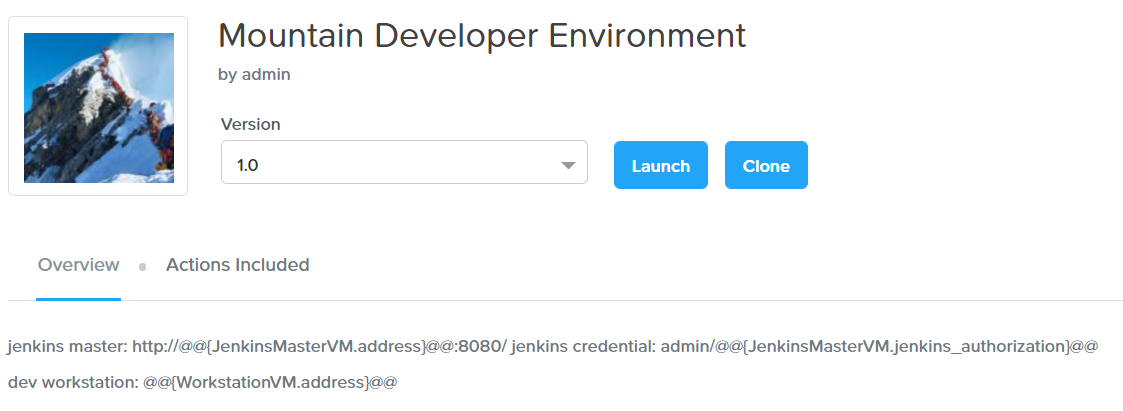 Mountain Developer Environment
by admin
Version
1.0
Launch
Clone
Overview
Actions Included
jenkins master: http://@@{JenkinsMasterVM.address}@@:8080/ jenkins credential: admin/@@{JenkinsMasterVM.jenkins_authorization}@@
dev workstation: @@{WorkstationVM.address}@@